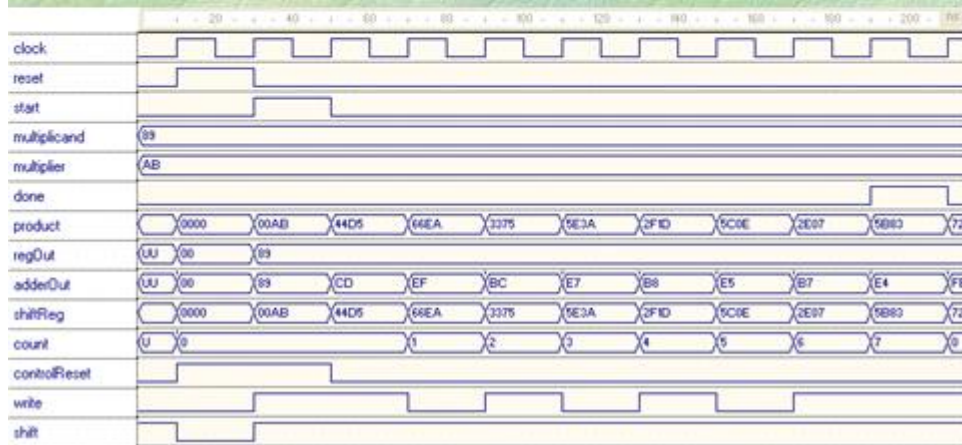 20 40 60 80 100 120 140 160 180 200
clock
reset
start
multiplicand 89
multiplier AB
done
product 0000 00AB 44D5 66EA 3375 5E3A 2F1D 5C0E 2E07 5B83 72
regOut UU 00 89
adderOut UU 00 89 CD EF BC E7 B8 E5 B7 E4
shiftReg 0000 00AB 44D5 66EA 3375 5E3A 2F1D 5C0E 2E07 5B83 72
count U 0 1 2 3 4 5 6 7 0
controlReset
write
shift